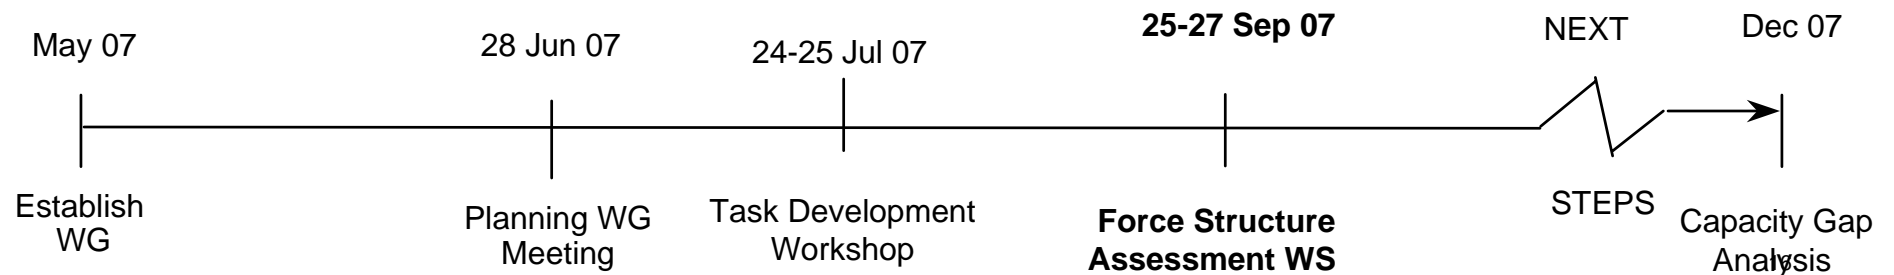 May 07
28 Jun 07
24-25 Jul 07
25-27 Sep 07
NEXT
Dec 07
Establish
WG
Planning WG
Meeting
Task Development
Workshop
Force Structure
Assessment WS
STEPS
Capacity Gap
Analysis
16